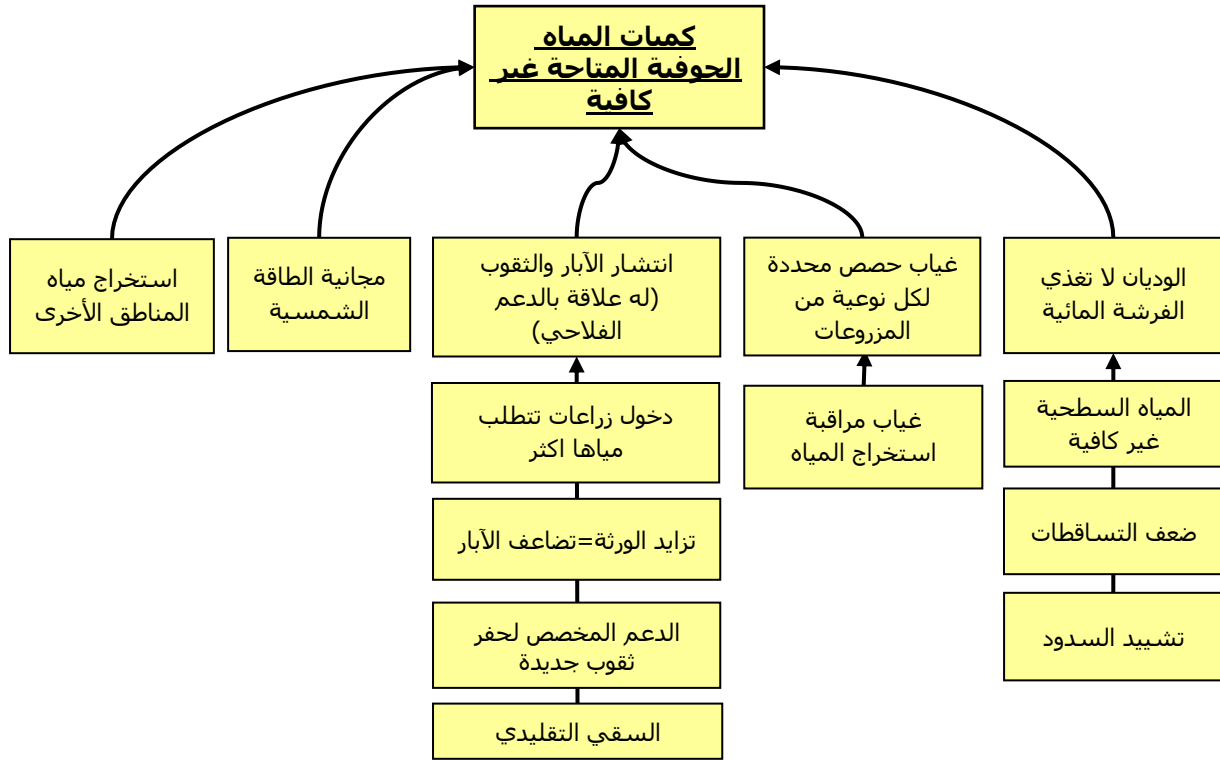 كميات المياه
الجوفية المتاحة غير
كافية
الوديان لا تغذي
الفرشة المائية
غياب حصص محددة
لكل نوعية من
المزروعات
انتشار الآبار والثقوب
(له علاقة بالدعم
الفلاحي)
مجانية الطاقة
الشمسية
استخراج مياه
المناطق الأخرى
المياه السطحية
غير كافية
ضعف التساقطات
تشييد السدود
غياب مراقبة
استخراج المياه
دخول زراعات تتطلب
مياها اكثر
تزايد الورثة=تضاعف الآبار
الدعم المخصص لحفر
ثقوب جديدة
السقي التقليدي